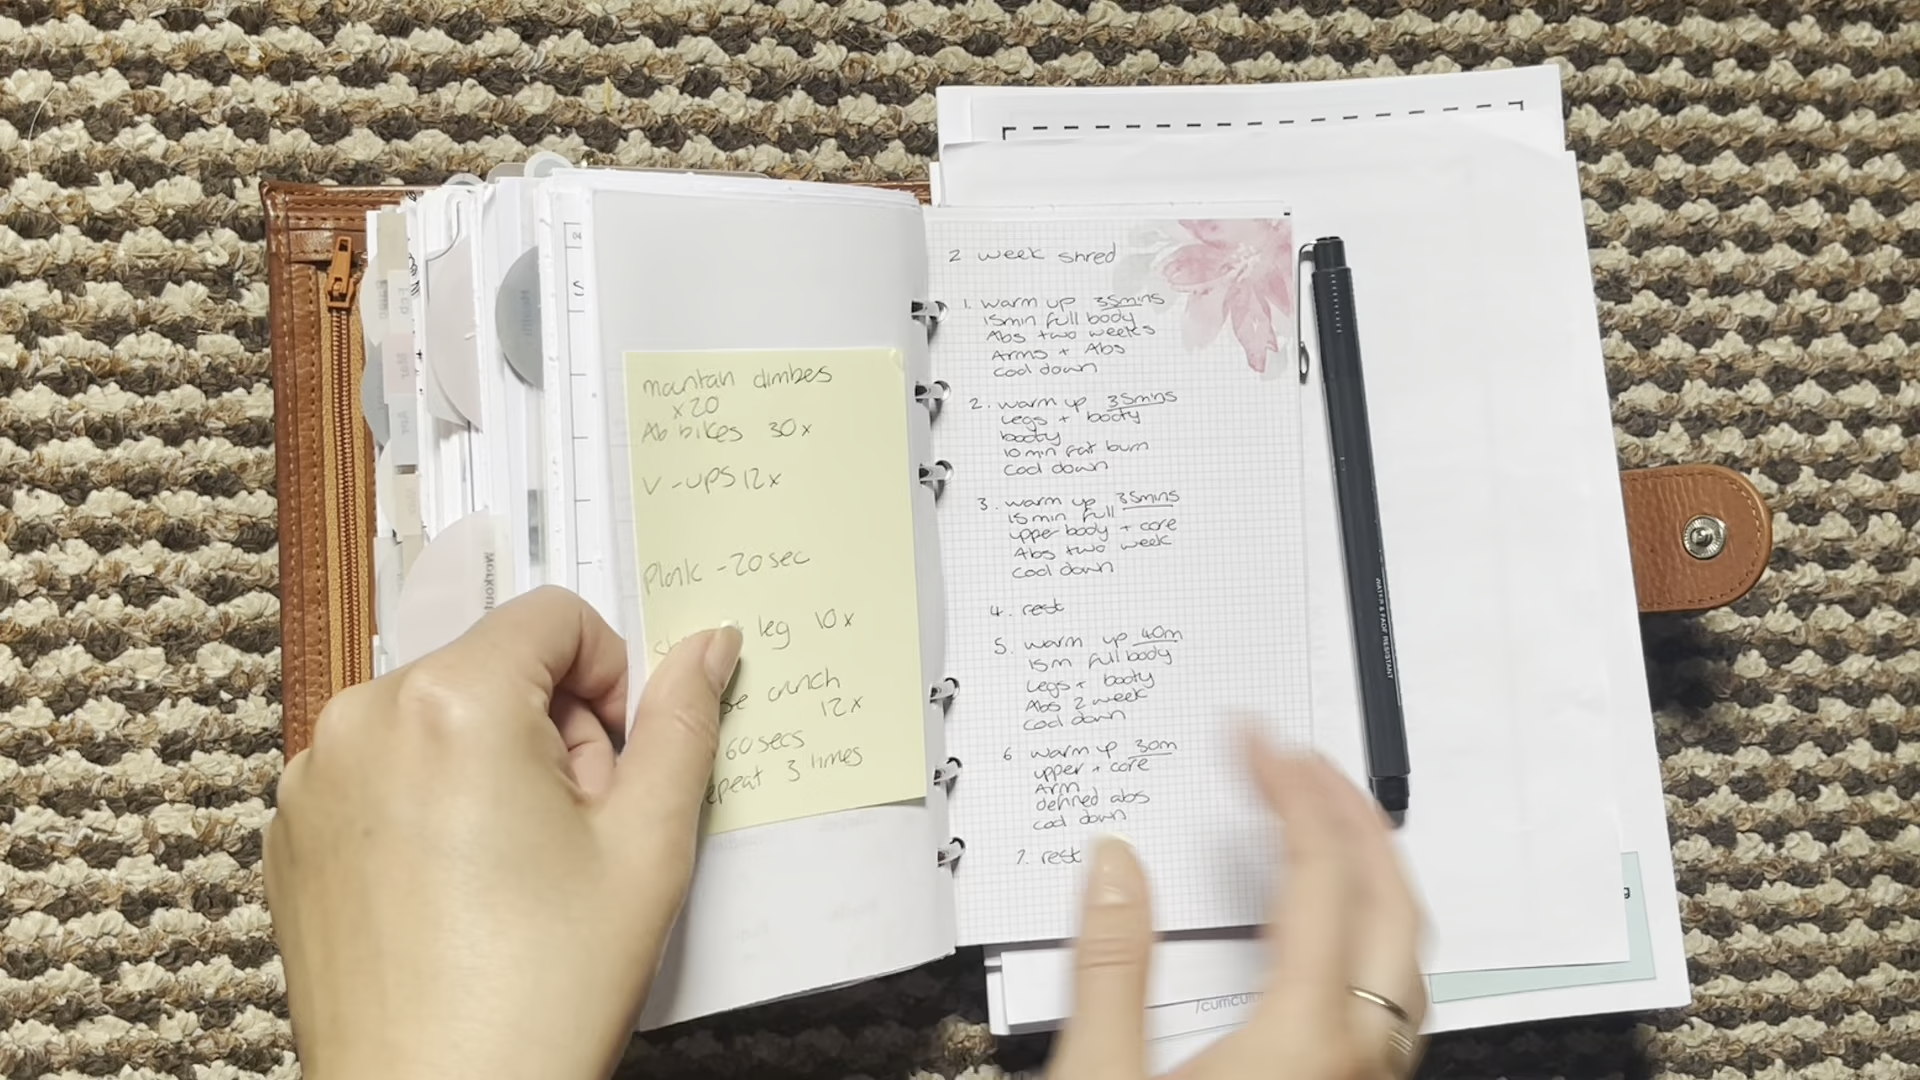 mountan climbes
x20
Ab bikes 30x
V-ups 12x
Plank -20sec
leg 10x
crunch
12x
60secs
3 times
2 week shred
1. warm up 35mins
15min full body
Abs two weeks
Arms + Abs
cool down
2. warm up 35mins
Legs + booty
booty
10 min fat burn
cool down
3. warm up 35mins
15min full
upper body + core
Abs two week
cool down
4. rest
5. warm up 40m
15m full body
Legs + booty
Abs 2 week
cool down
6 warm up 30m
upper + core
Arm
defined abs
cool down
7. rest
WATER & FADE RESISTANT